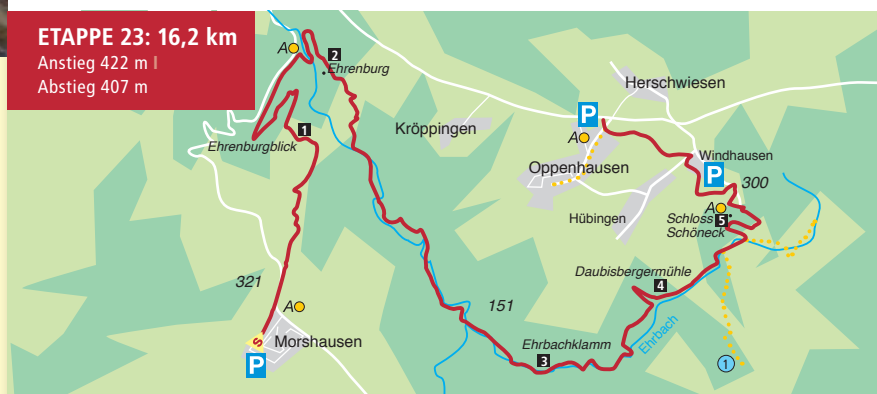 ETAPPE 23: 16,2 km
Anstieg 422 m I
Abstieg 407 m
A
2
Ehrenburg
Herschwiesen
P
1
Kröppingen
A
Ehrenburgblick
Oppenhausen
Windhausen
P
300
A
Hübingen
Schloss
5
Schöneck
321
Daubisbergermühle
4
A
151
S
Morshausen
Ehrbachklamm
Ehrbach
P
3
1